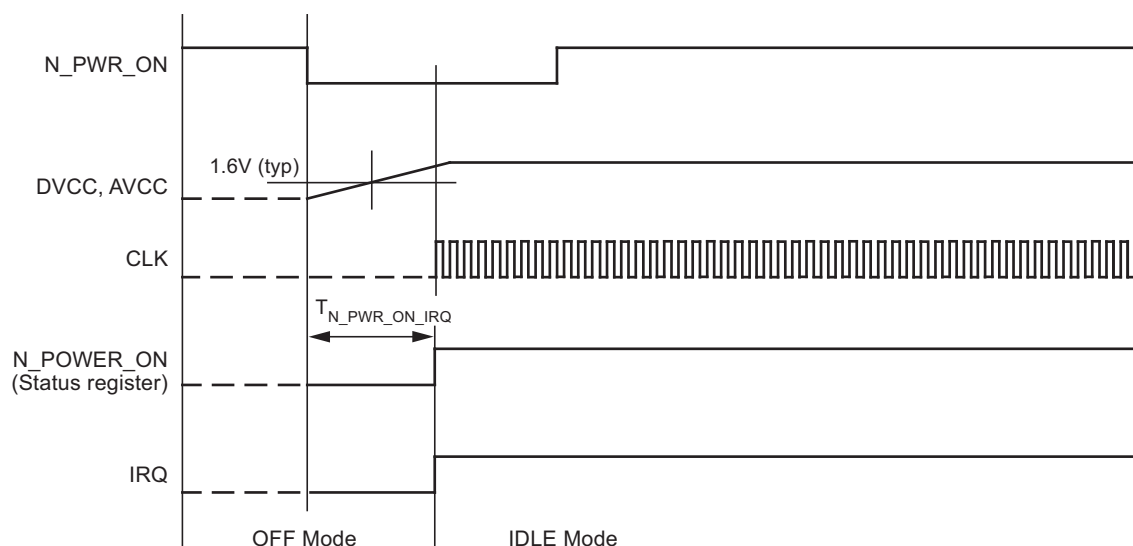 N_PWR_ON
1.6V (typ)
DVCC, AVCC
CLK
T_N_PWR_ON_IRQ
N_POWER_ON
(Status register)
IRQ
OFF Mode
IDLE Mode